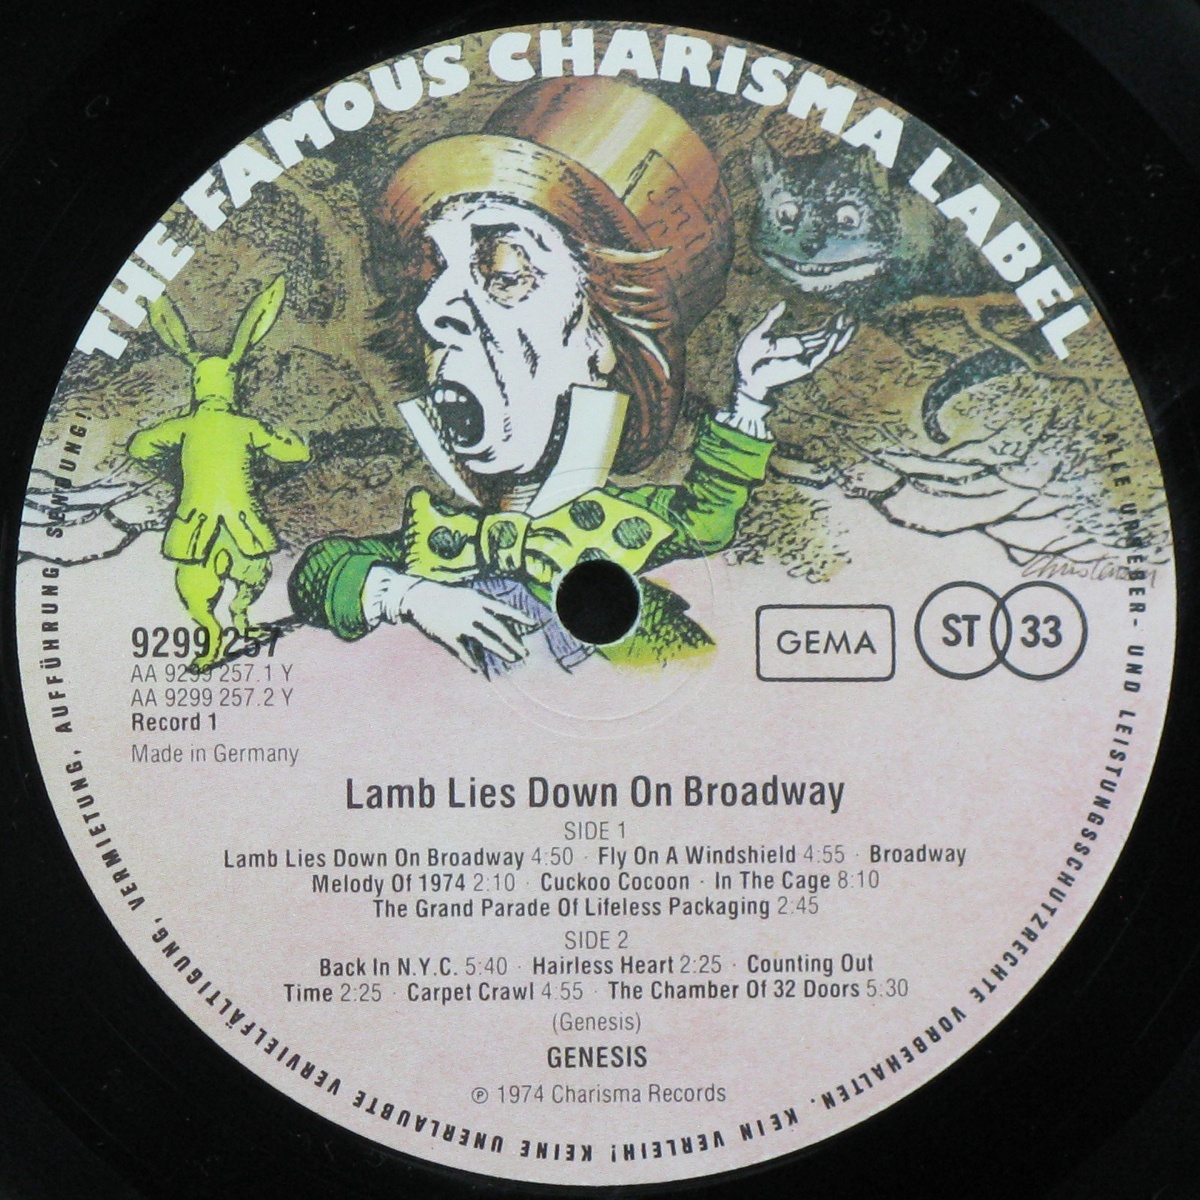 THE FAMOUS CHARISMA LABEL
Christensen
GEMA
ST 33
9299 257
AA 9299 257.1 Y
AA 9299 257.2 Y
Record 1
Made in Germany
Lamb Lies Down On Broadway
SIDE 1
Lamb Lies Down On Broadway 4:50 · Fly On A Windshield 4:55 · Broadway
Melody Of 1974 2:10 · Cuckoo Cocoon · In The Cage 8:10
The Grand Parade Of Lifeless Packaging 2:45
SIDE 2
Back In N.Y.C. 5:40 · Hairless Heart 2:25 · Counting Out
Time 2:25 · Carpet Crawl 4:55 · The Chamber Of 32 Doors 5:30
(Genesis)
GENESIS
℗ 1974 Charisma Records
ALLE URHEBER- UND LEISTUNGSSCHUTZRECHTE VORBEHALTEN. KEIN VERLEIH! KEINE UNERLAUBTE VERVIELFÄLTIGUNG, VERMIETUNG, AUFFÜHRUNG, SENDUNG!